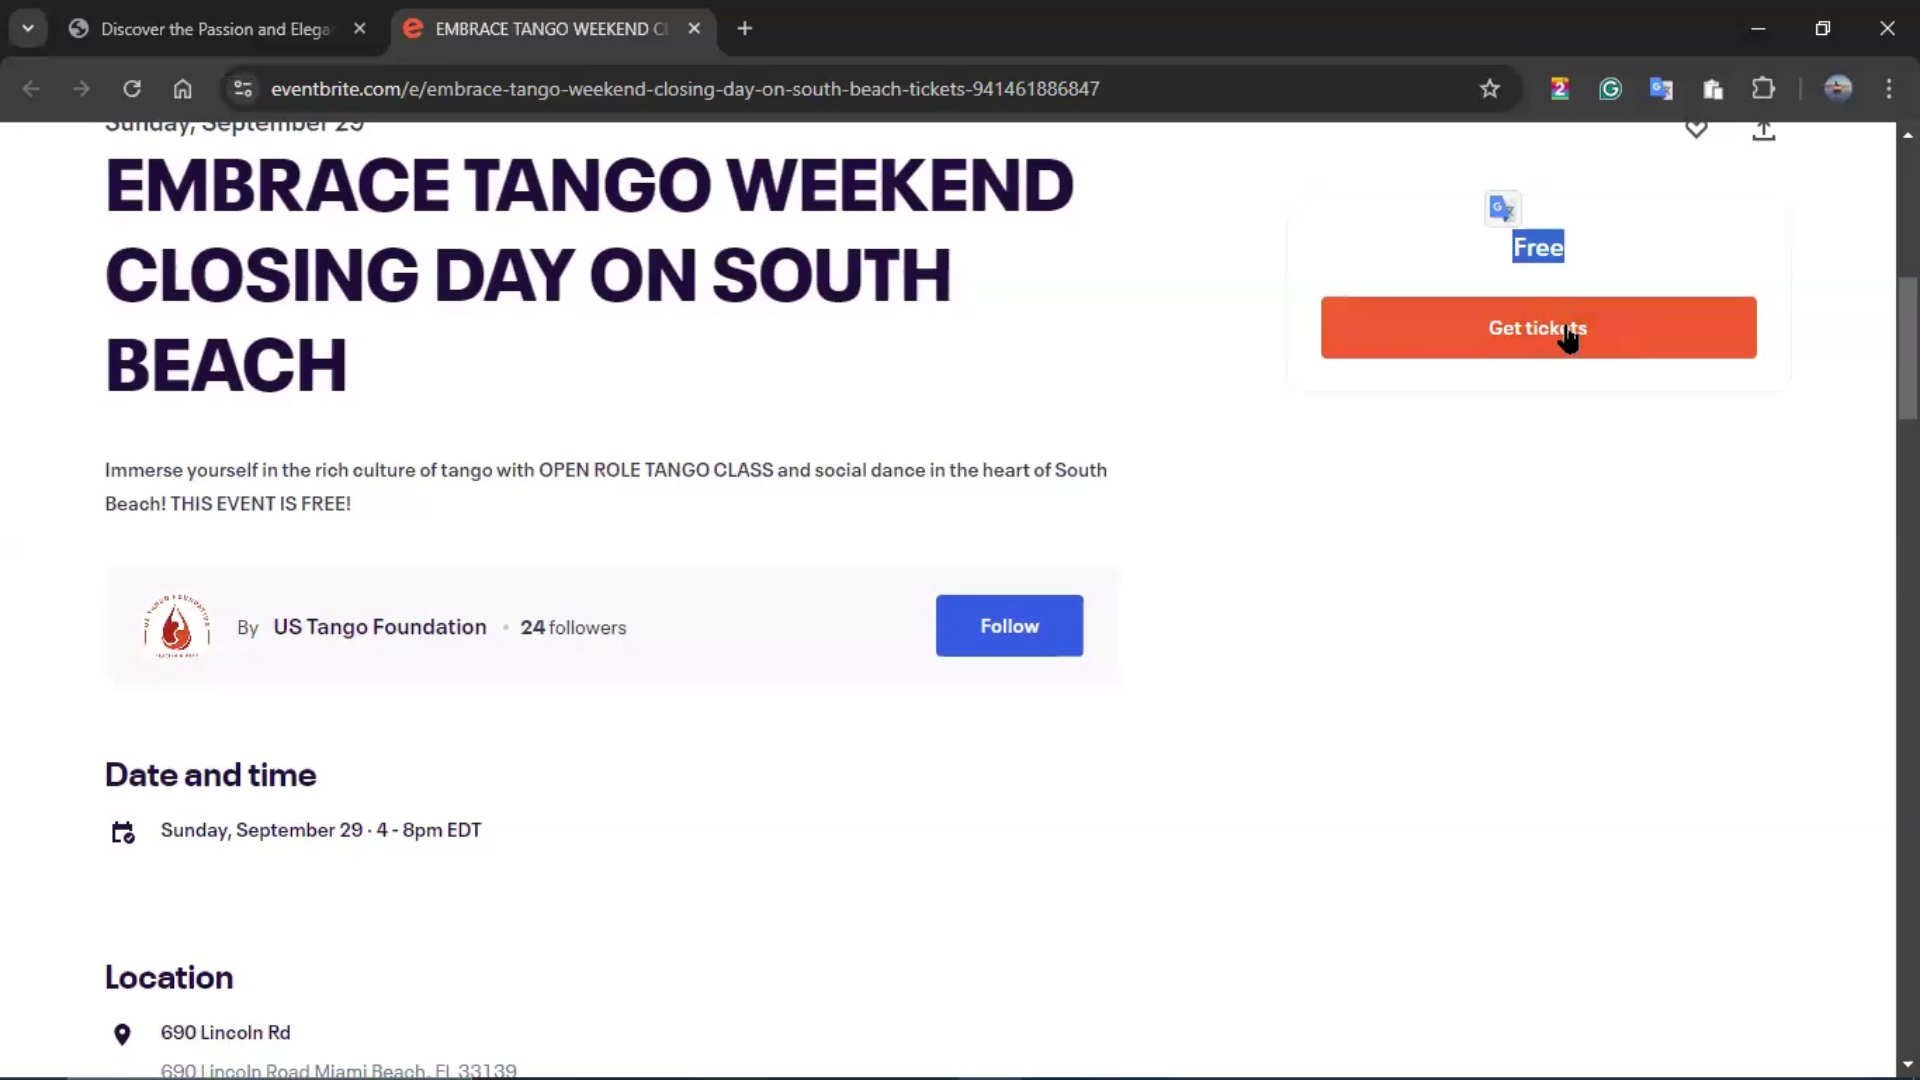 Discover the Passion and Elega
EMBRACE TANGO WEEKEND CL
eventbrite.com/e/embrace-tango-weekend-closing-day-on-south-beach-tickets-941461886847
Sunday, September 29
EMBRACE TANGO WEEKEND
CLOSING DAY ON SOUTH
BEACH
Free
Get tickets
Immerse yourself in the rich culture of tango with OPEN ROLE TANGO CLASS and social dance in the heart of South
Beach! THIS EVENT IS FREE!
By US Tango Foundation • 24 followers
Follow
Date and time
Sunday, September 29 · 4 - 8pm EDT
Location
690 Lincoln Rd
690 Lincoln Road Miami Beach, FL 33139